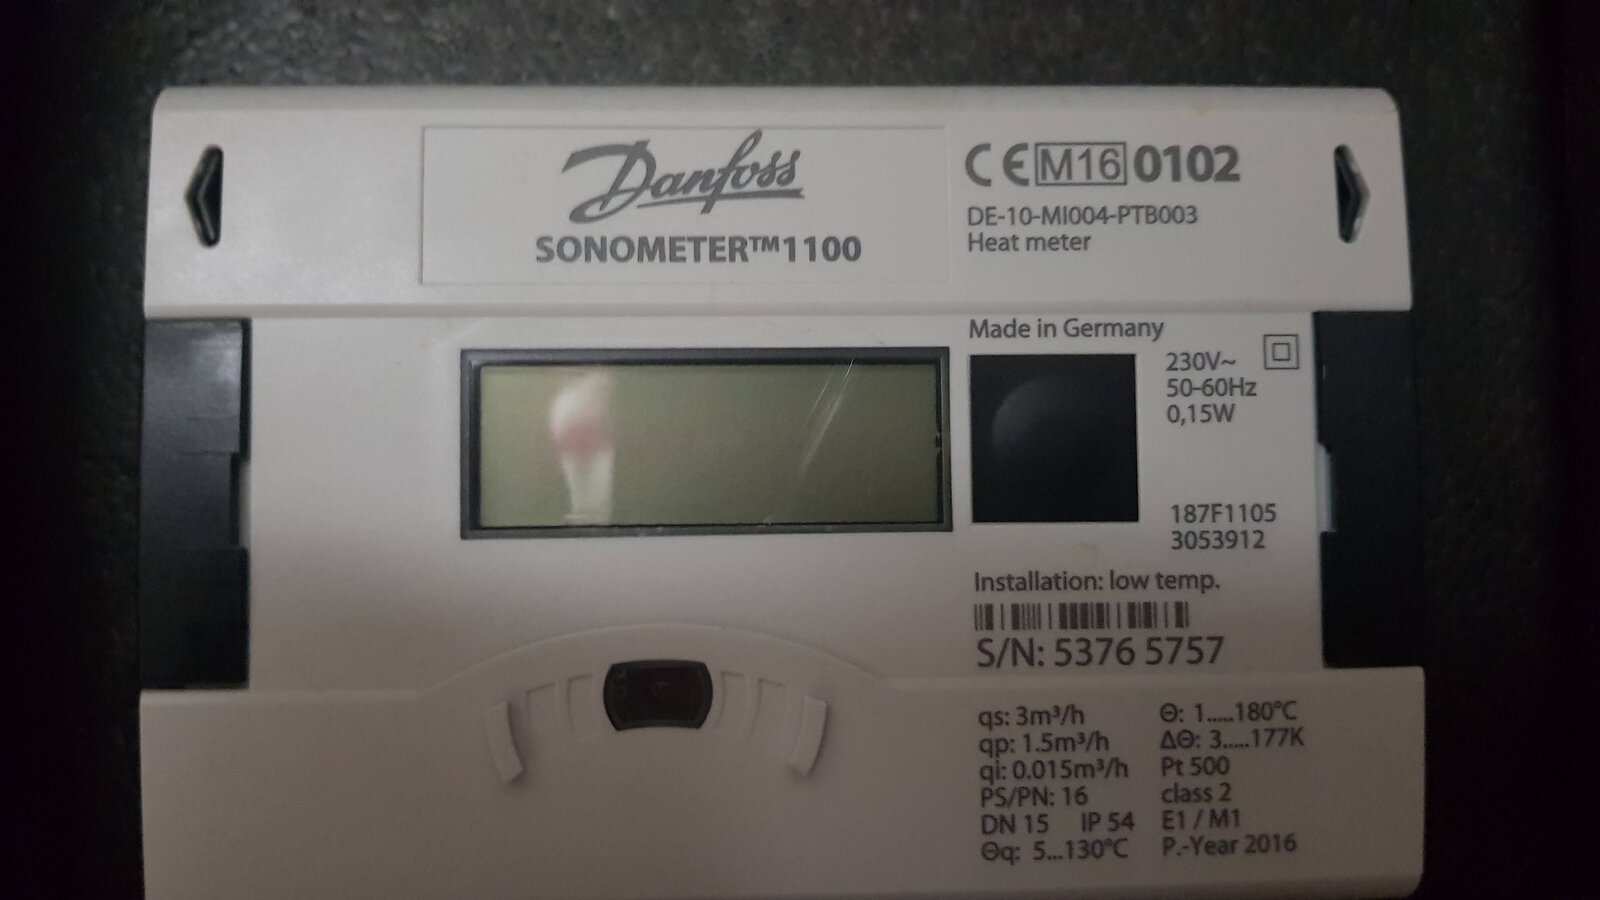 Danfoss
SONOMETER™1100
CE M16 0102
DE-10-MI004-PTB003
Heat meter
Made in Germany
230V~
50-60Hz
0,15W
187F1105
3053912
Installation: low temp.
S/N: 5376 5757
qs: 3m³/h Θ: 1.....180°C
qp: 1.5m³/h ΔΘ: 3.....177K
qi: 0.015m³/h Pt 500
PS/PN: 16 class 2
DN 15 IP 54 E1 / M1
Θq: 5...130°C P.-Year 2016